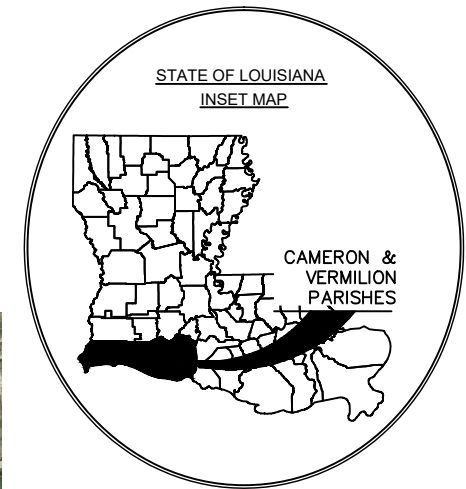 STATE OF LOUISIANA
INSET MAP
CAMERON &
VERMILION
PARISHES